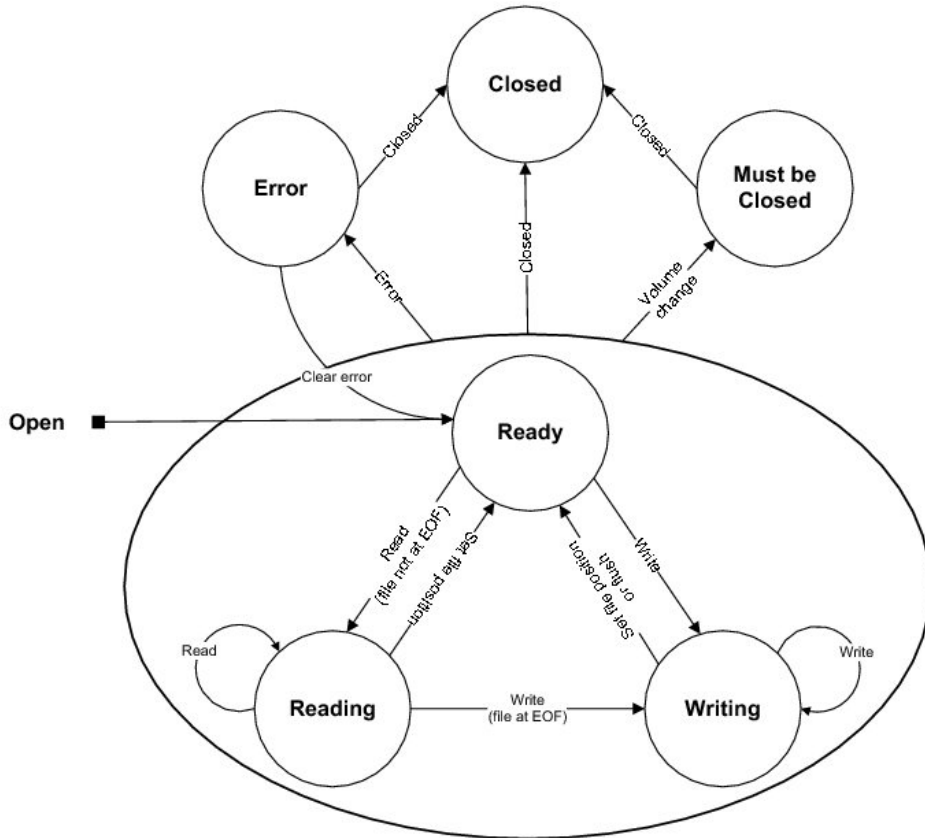 Closed
Error
Must be
Closed
Closed
Closed
Closed
Error
Volume
change
Clear error
Open
Ready
Read
(file not at EOF)
Set file position
Set file position
or flush
Write
Read
Reading
Write
(file at EOF)
Writing
Write